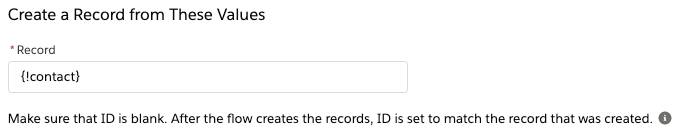 Create a Record from These Values
* Record
{!contact}
Make sure that ID is blank. After the flow creates the records, ID is set to match the record that was created.